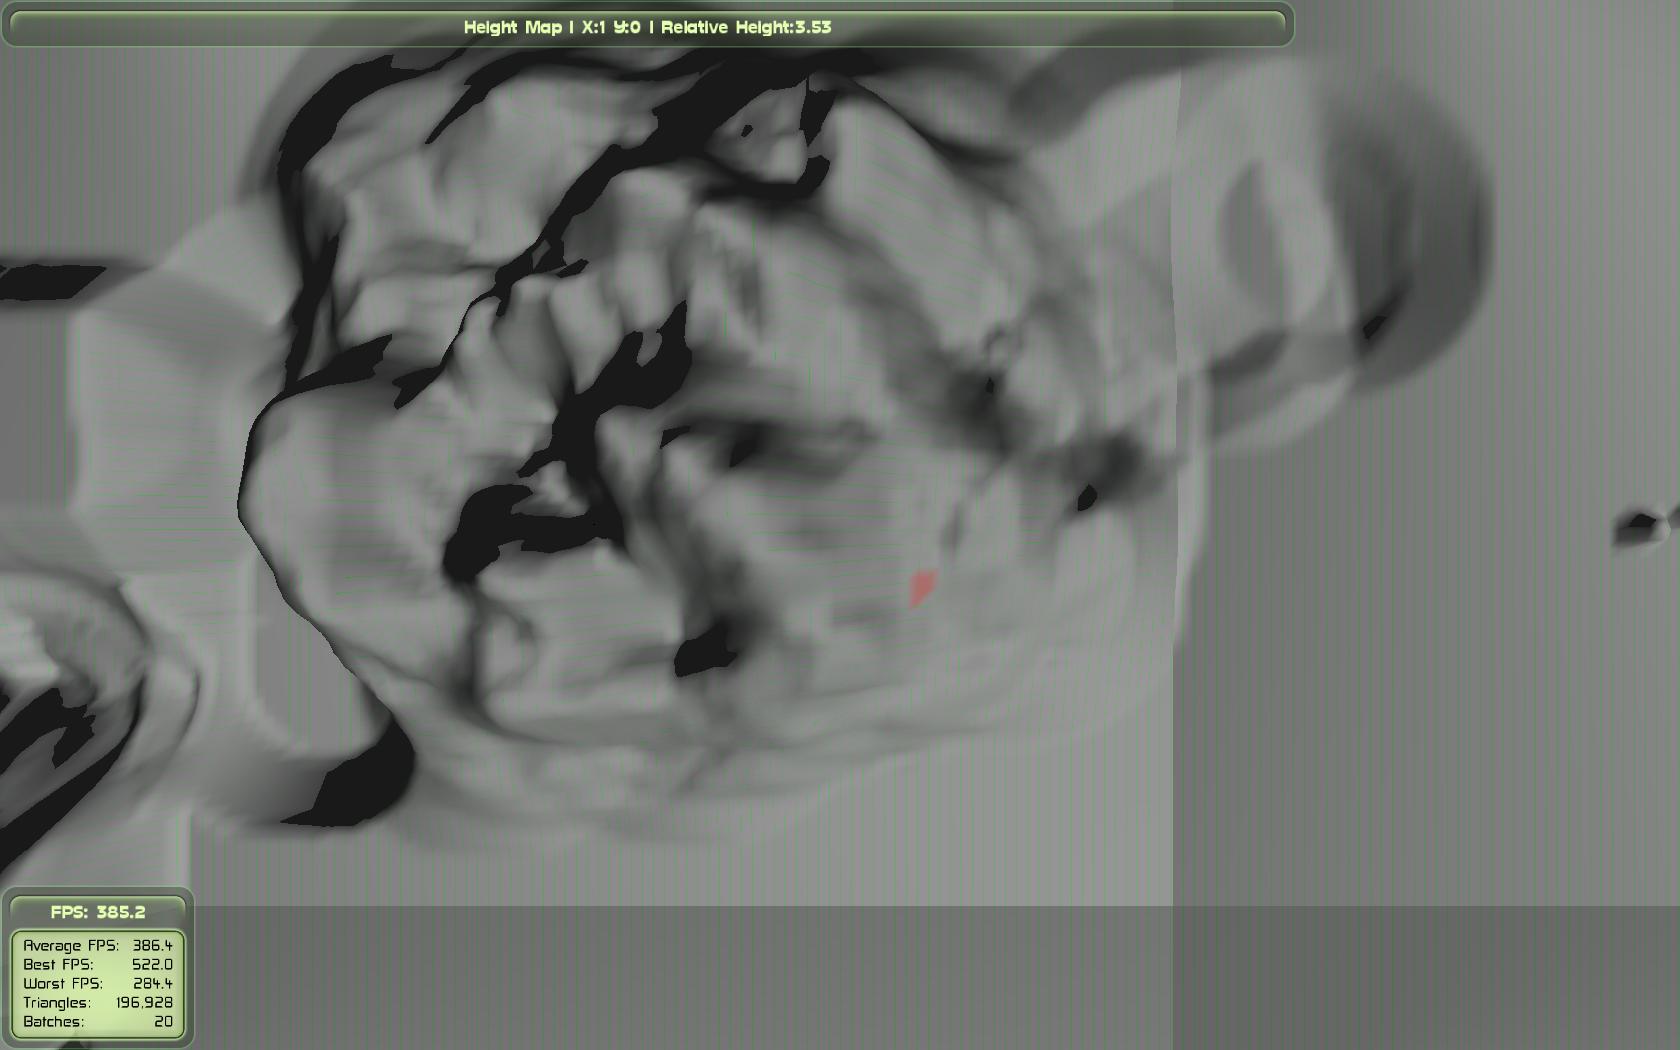 Height Map | X:1 Y:0 | Relative Height:3.53
FPS: 385.2
Average FPS: 386.4
Best FPS: 522.0
Worst FPS: 284.4
Triangles: 196,928
Batches: 20